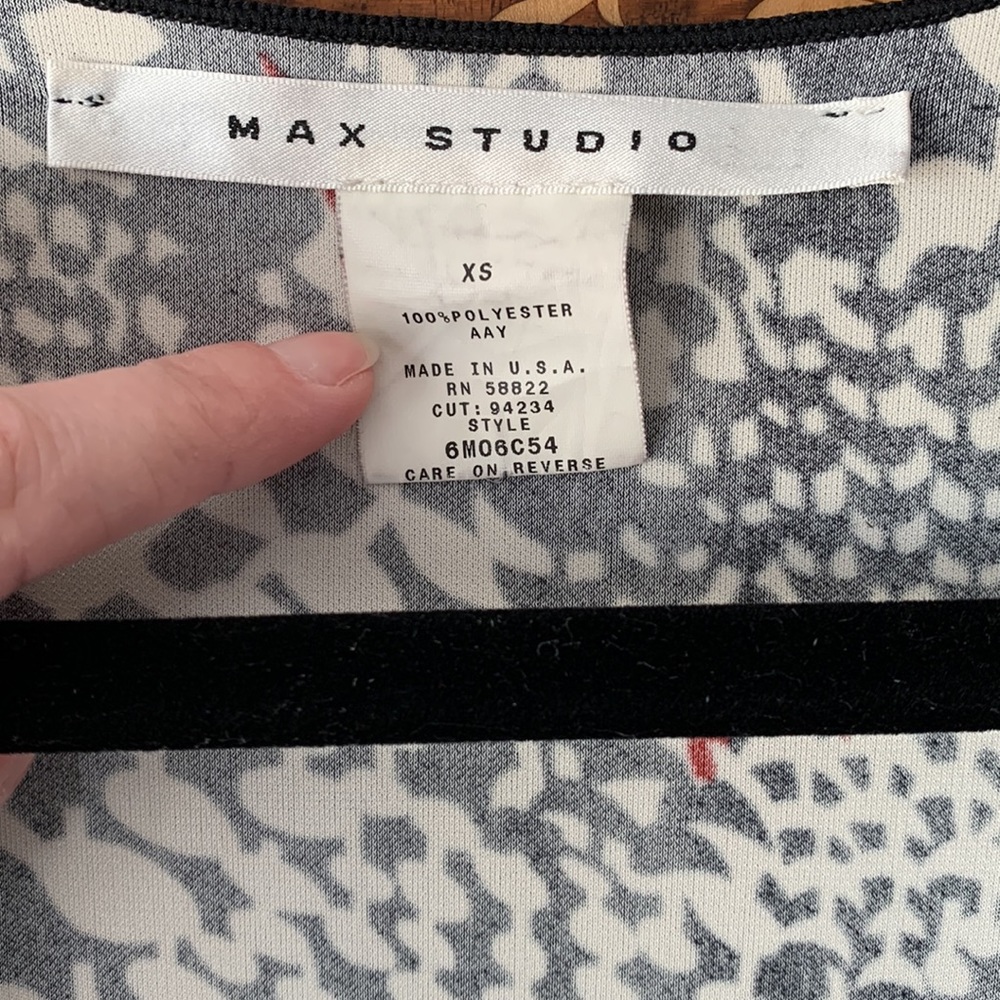 MAX STUDIO
XS
100%POLYESTER
AAY
MADE IN U.S.A.
RN 58822
CUT: 94234
STYLE
6M06C54
CARE ON REVERSE